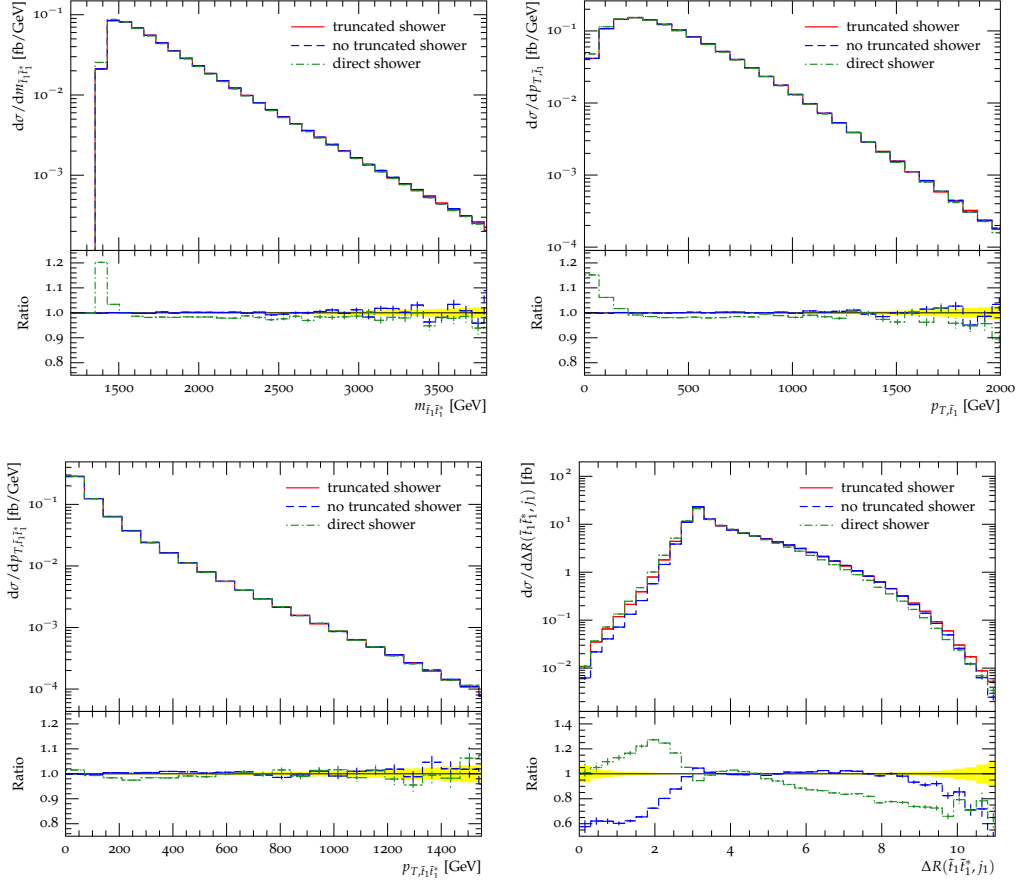 dσ/dm_{t̃₁t̃₁*} [fb/GeV]
10⁻¹
10⁻²
10⁻³
truncated shower
no truncated shower
direct shower
Ratio
1.2
1.1
1.0
0.9
0.8
1500 2000 2500 3000 3500
m_{t̃₁t̃₁*} [GeV]
dσ/dp_{T,t̃₁} [fb/GeV]
10⁻¹
10⁻²
10⁻³
10⁻⁴
truncated shower
no truncated shower
direct shower
Ratio
1.2
1.1
1.0
0.9
0.8
0 500 1000 1500 2000
p_{T,t̃₁} [GeV]
dσ/dp_{T,t̃₁t̃₁*} [fb/GeV]
10⁻¹
10⁻²
10⁻³
10⁻⁴
truncated shower
no truncated shower
direct shower
Ratio
1.2
1.1
1.0
0.9
0.8
0 200 400 600 800 1000 1200 1400
p_{T,t̃₁t̃₁*} [GeV]
dσ/dΔR(t̃₁t̃₁*, j₁) [fb]
10²
10¹
1
10⁻¹
10⁻²
truncated shower
no truncated shower
direct shower
Ratio
1.4
1.2
1
0.8
0.6
0 2 4 6 8 10
ΔR(t̃₁t̃₁*, j₁)